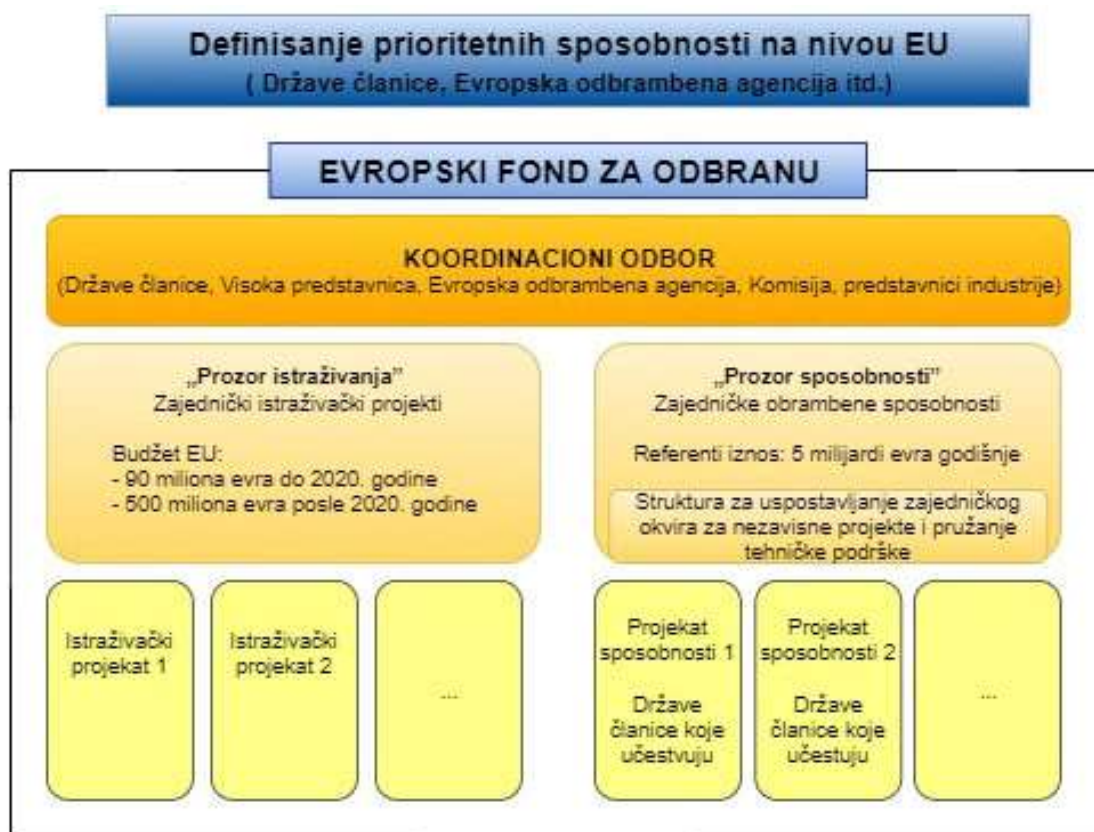 Definisanje prioritetnih sposobnosti na nivou EU
( Države članice, Evropska odbrambena agencija itd.)
EVROPSKI FOND ZA ODBRANU
KOORDINACIONI ODBOR
(Države članice, Visoka predstavnica, Evropska odbrambena agencija, Komisija, predstavnici industrije)
„Prozor istraživanja”
Zajednički istraživački projekti
Budžet EU:
- 90 miliona evra do 2020. godine
- 500 miliona evra posle 2020. godine
„Prozor sposobnosti”
Zajedničke obrambene sposobnosti
Referenti iznos: 5 milijardi evra godišnje
Struktura za uspostavljanje zajedničkog
okvira za nezavisne projekte i pružanje
tehničke podrške
Istraživački
projekat 1
Istraživački
projekat 2
...
Projekat
sposobnosti 1
Države
članice koje
učestvuju
Projekat
sposobnosti 2
Države
članice koje
učestuju
...